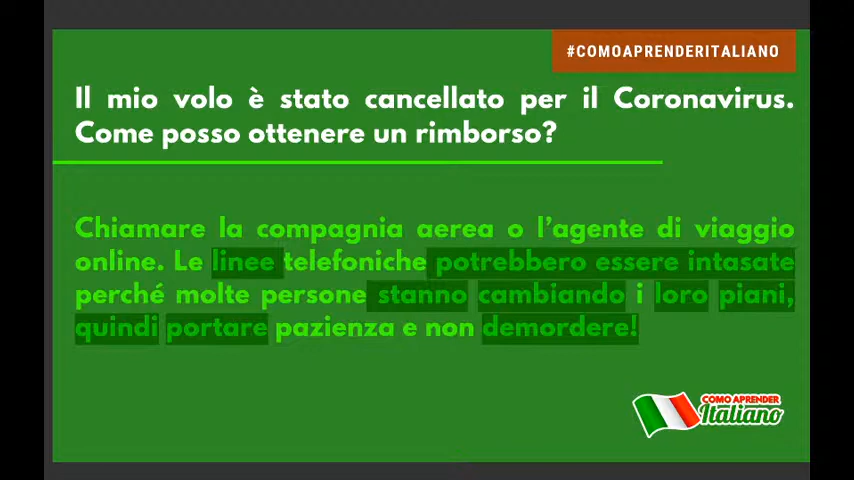 #COMOAPRENDERITALIANO
Il mio volo è stato cancellato per il Coronavirus.
Come posso ottenere un rimborso?
Chiamare la compagnia aerea o l'agente di viaggio
online. Le linee telefoniche potrebbero essere intasate
perché molte persone stanno cambiando i loro piani,
quindi portare pazienza e non demordere!
COMO APRENDER
Italiano